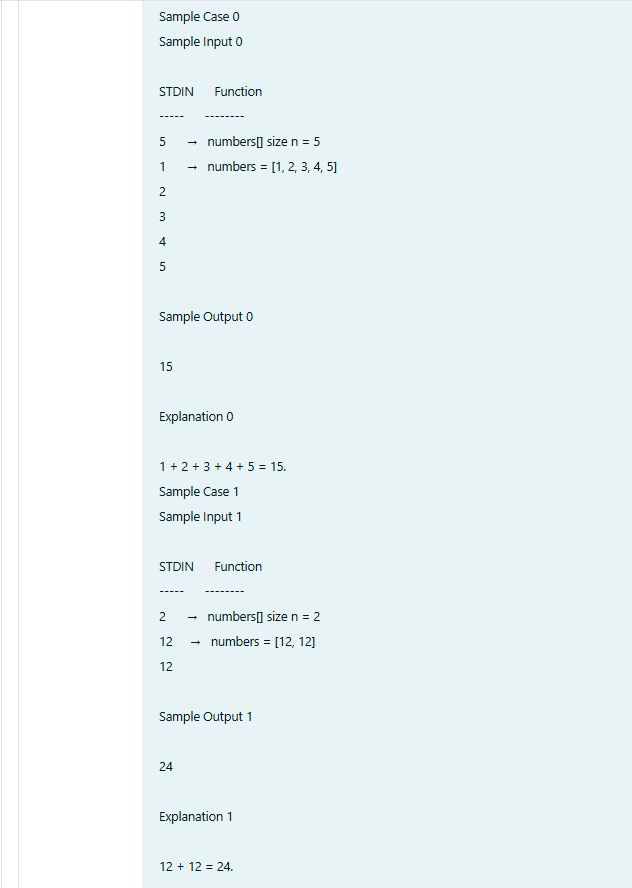 Sample Case 0
Sample Input 0
STDIN Function
----- --------
5 → numbers[] size n = 5
1 → numbers = [1, 2, 3, 4, 5]
2
3
4
5
Sample Output 0
15
Explanation 0
1 + 2 + 3 + 4 + 5 = 15.
Sample Case 1
Sample Input 1
STDIN Function
----- --------
2 → numbers[] size n = 2
12 → numbers = [12, 12]
12
Sample Output 1
24
Explanation 1
12 + 12 = 24.